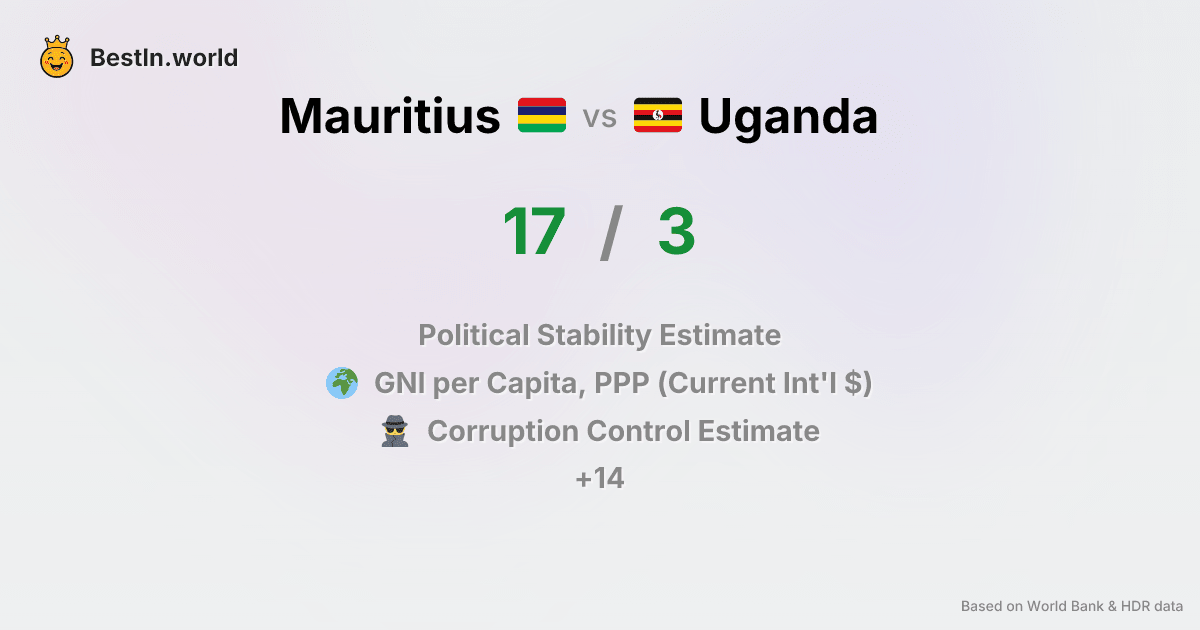 BestIn.world
Mauritius vs Uganda
17 / 3
Political Stability Estimate
GNI per Capita, PPP (Current Int'l $)
Corruption Control Estimate
+14
Based on World Bank & HDR data